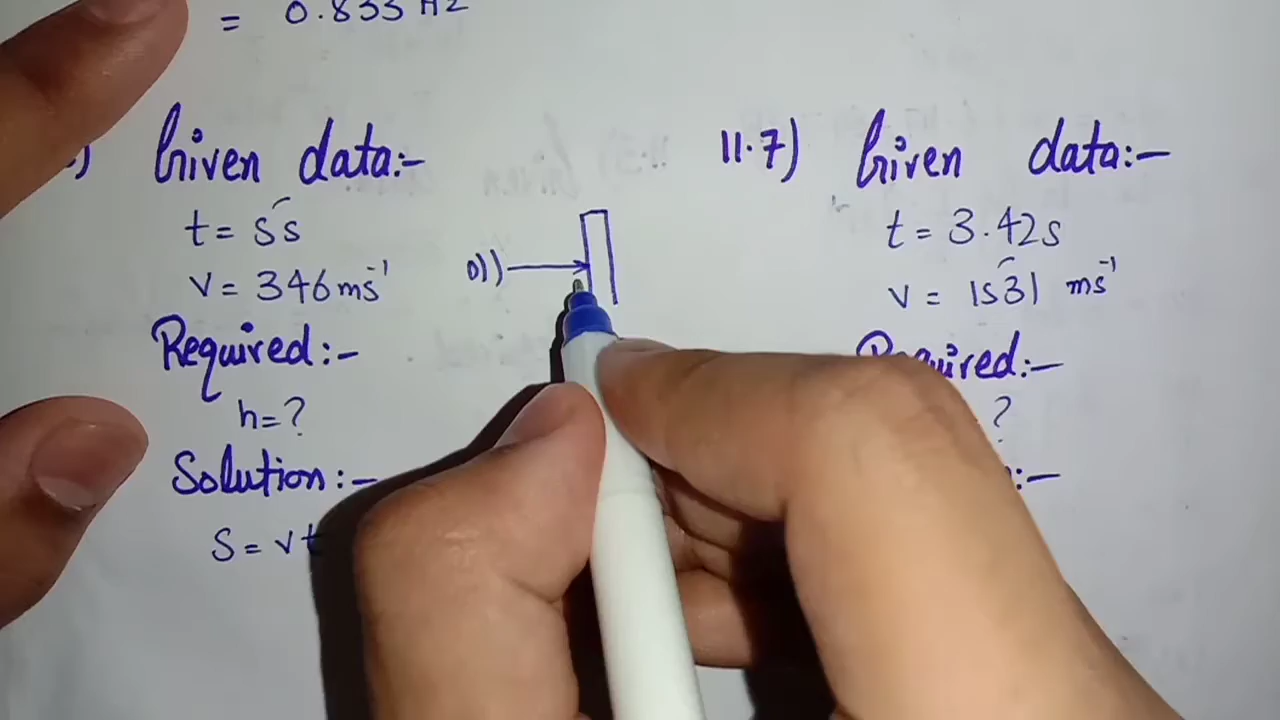 = 0.833 Hz
) Given data:-
t = 5s
v = 346 ms⁻¹
Required:-
h = ?
Solution:-
S = vt
11.7) Given data:-
t = 3.42s
v = 1531 ms⁻¹
Required:-
?
:-